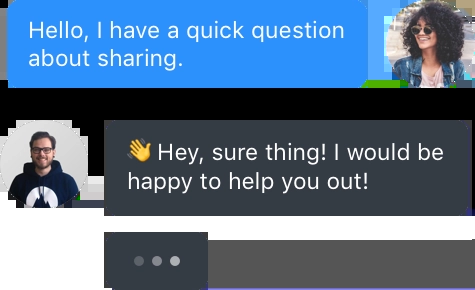 Hello, I have a quick question
about sharing.
👋 Hey, sure thing! I would be
happy to help you out!